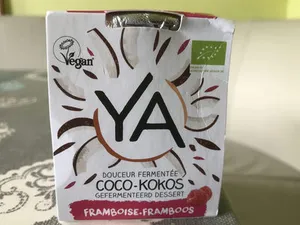 Vegan
YA
DOUCEUR FERMENTÉE
COCO-KOKOS
GEFERMENTEERD DESSERT
FRAMBOISE-FRAMBOOS